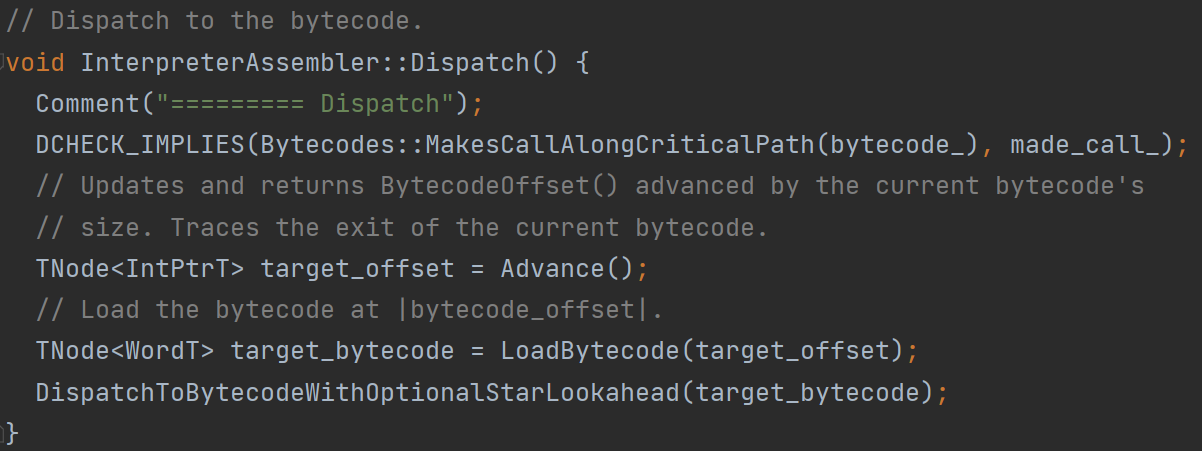 // Dispatch to the bytecode.
void InterpreterAssembler::Dispatch() {
  Comment("========= Dispatch");
  DCHECK_IMPLIES(Bytecodes::MakesCallAlongCriticalPath(bytecode_), made_call_);
  // Updates and returns BytecodeOffset() advanced by the current bytecode's
  // size. Traces the exit of the current bytecode.
  TNode<IntPtrT> target_offset = Advance();
  // Load the bytecode at |bytecode_offset|.
  TNode<WordT> target_bytecode = LoadBytecode(target_offset);
  DispatchToBytecodeWithOptionalStarLookahead(target_bytecode);
}